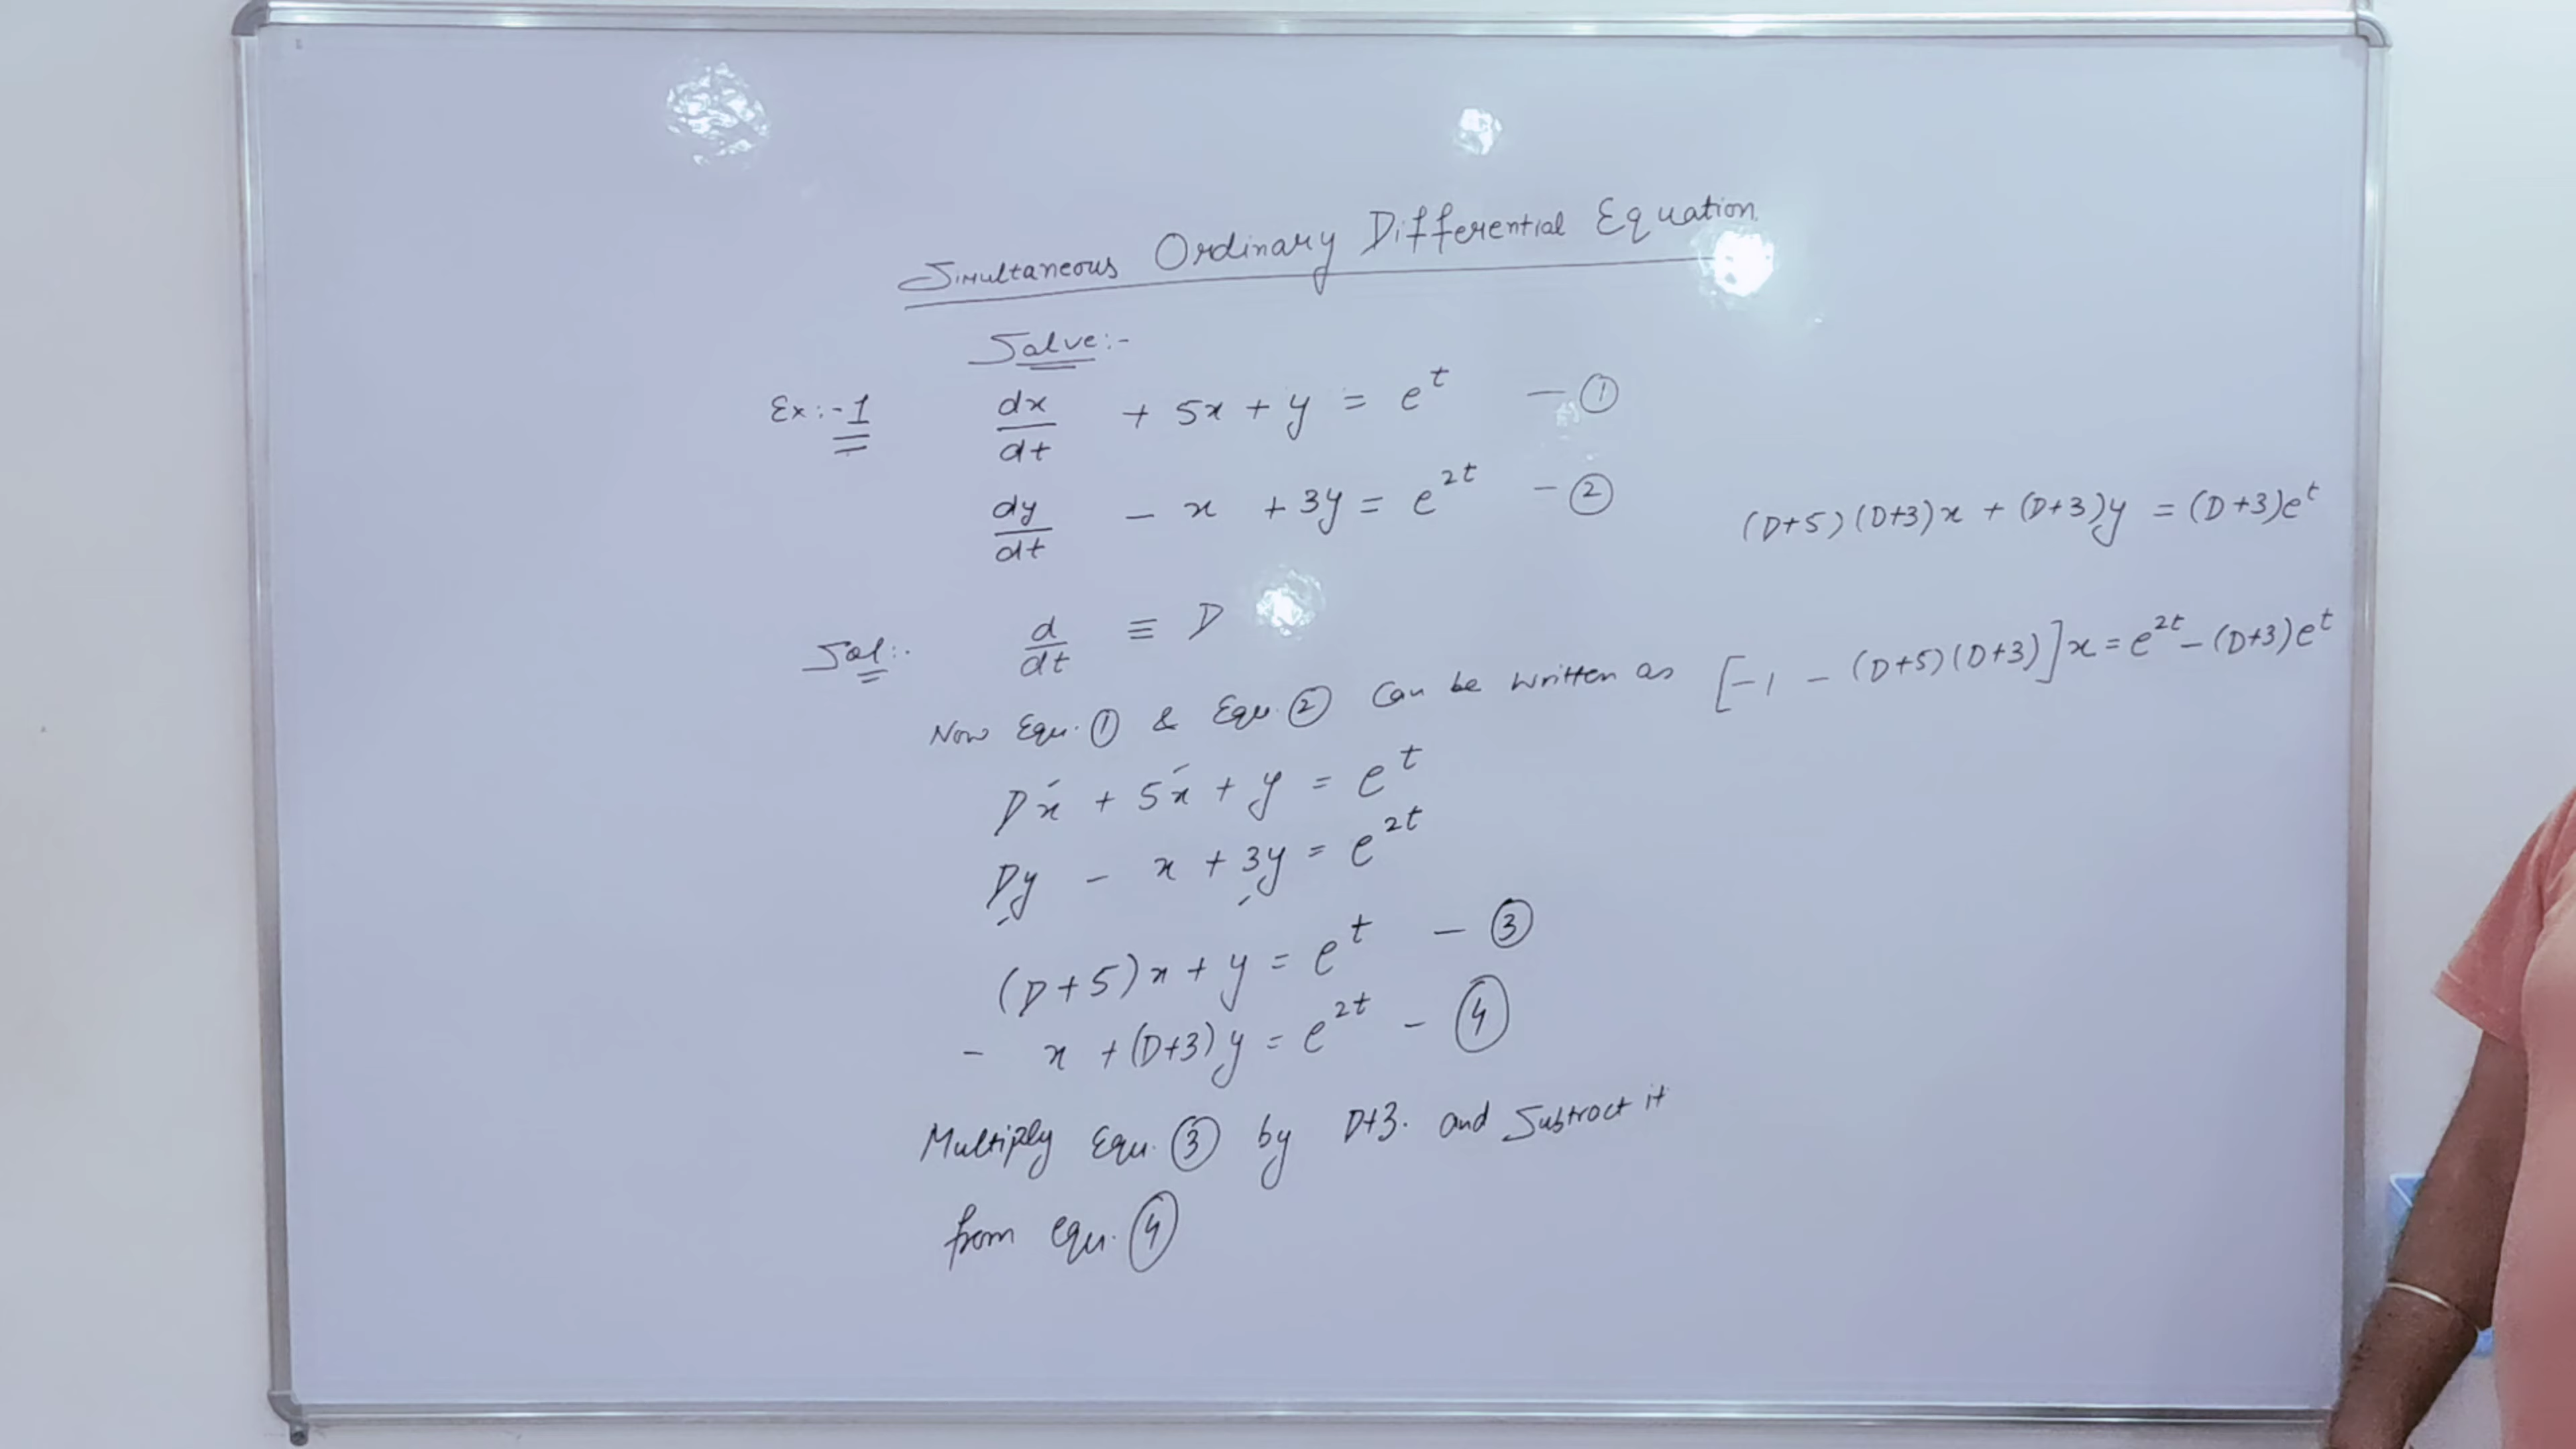 Simultaneous Ordinary Differential Equation
Solve:-
Ex:-1 dx/dt + 5x + y = e^t — ①
dy/dt - x + 3y = e^2t - ②
(D+5)(D+3)x + (D+3)y = (D+3)e^t
Sol:. d/dt ≡ D
Now Equ. ① & Equ. ② Can be written as
[-1 - (D+5)(D+3)]x = e^2t - (D+3)e^t
Dx + 5x + y = e^t
Dy - x + 3y = e^2t
(D+5)x + y = e^t - ③
- x + (D+3)y = e^2t - ④
Multiply Equ. ③ by D+3. and Subtract it
from equ. ④